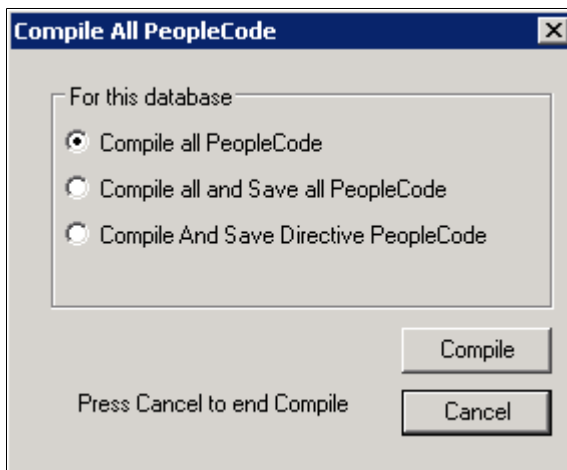 Compile All PeopleCode
For this database
Compile all PeopleCode
Compile all and Save all PeopleCode
Compile And Save Directive PeopleCode
Compile
Press Cancel to end Compile
Cancel